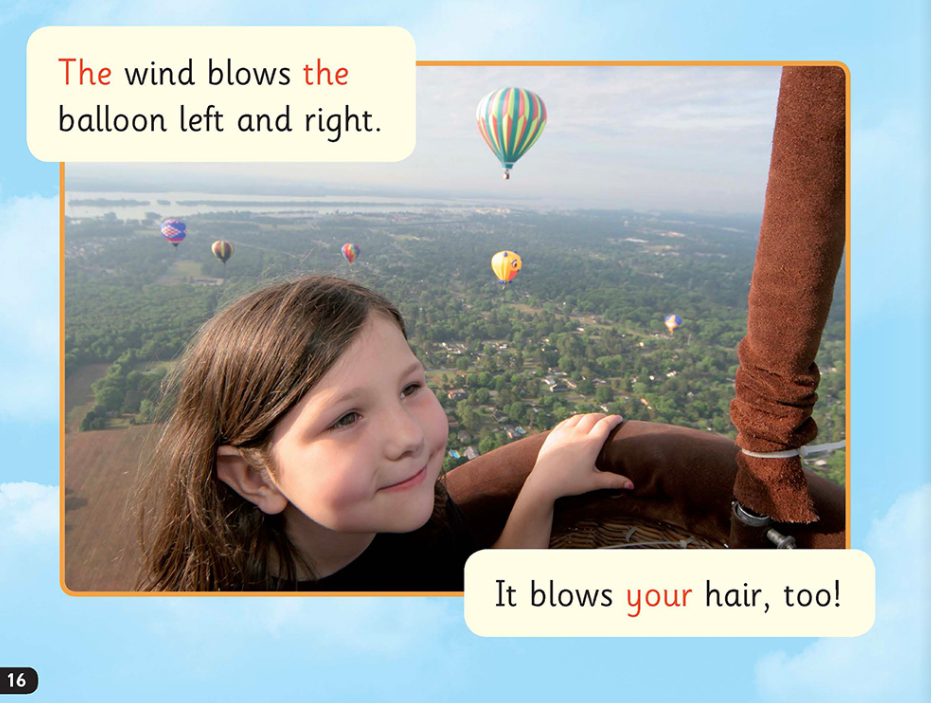 The wind blows the
balloon left and right.
It blows your hair, too!
16